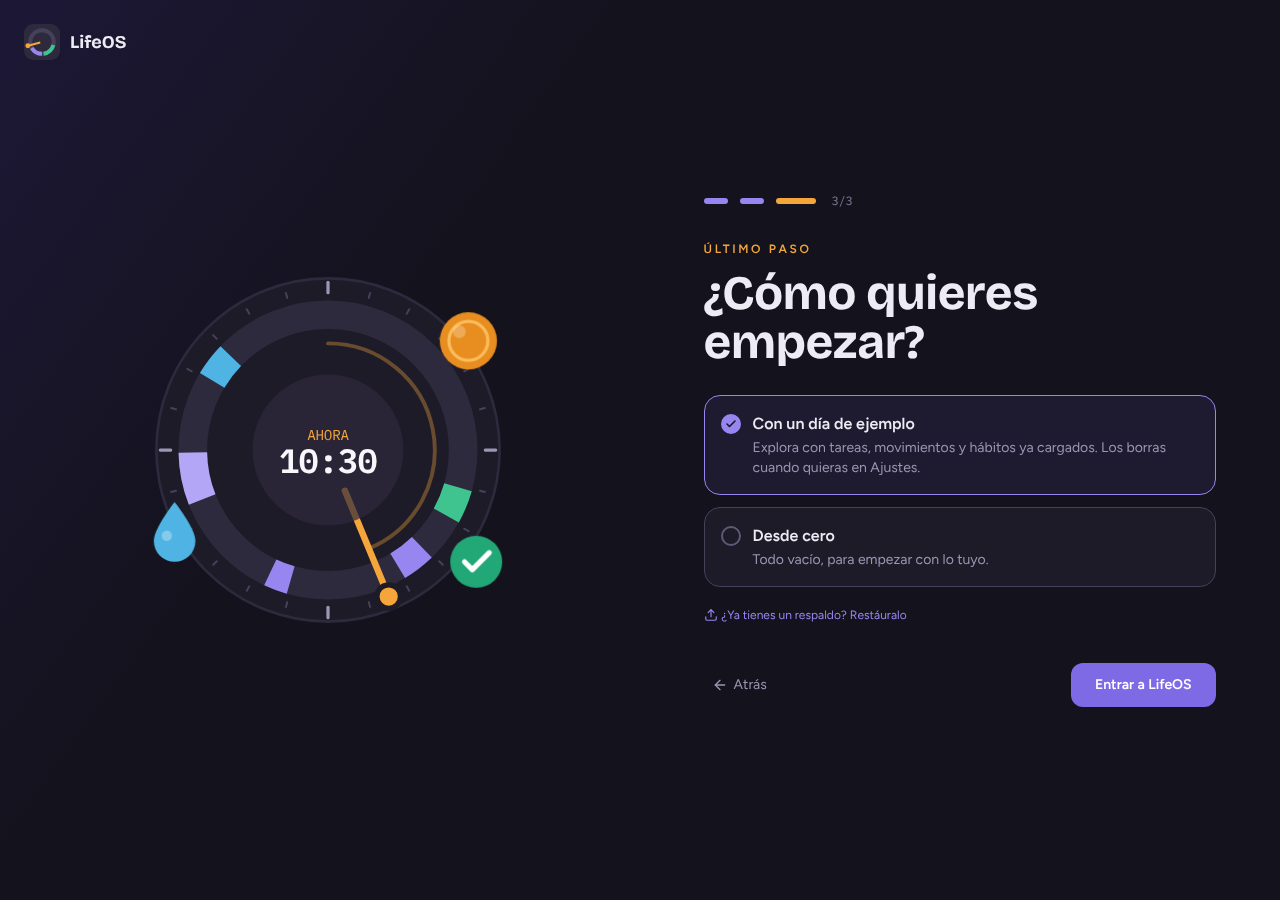 LifeOS
3/3
ÚLTIMO PASO
¿Cómo quieres
empezar?
AHORA
10:30
Con un día de ejemplo
Explora con tareas, movimientos y hábitos ya cargados. Los borras
cuando quieras en Ajustes.
Desde cero
Todo vacío, para empezar con lo tuyo.
¿Ya tienes un respaldo? Restáuralo
Atrás
Entrar a LifeOS